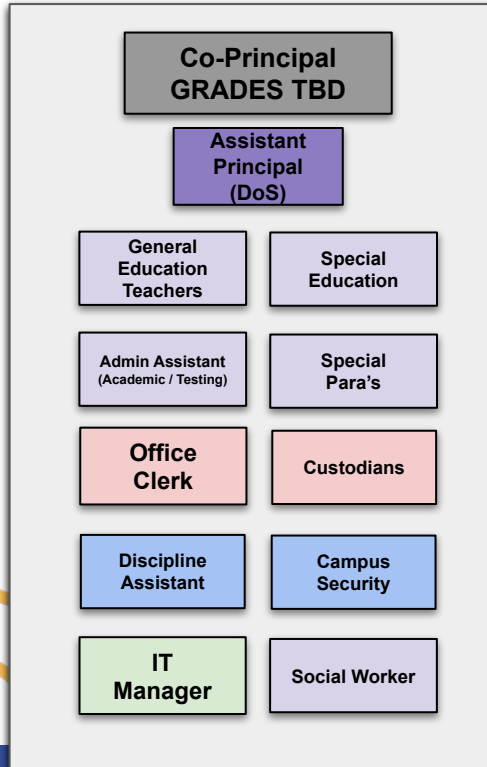 Co-Principal
GRADES TBD
Assistant
Principal
(DoS)
General
Education
Teachers
Special
Education
Admin Assistant
(Academic / Testing)
Special
Para's
Office
Clerk
Custodians
Discipline
Assistant
Campus
Security
IT
Manager
Social Worker